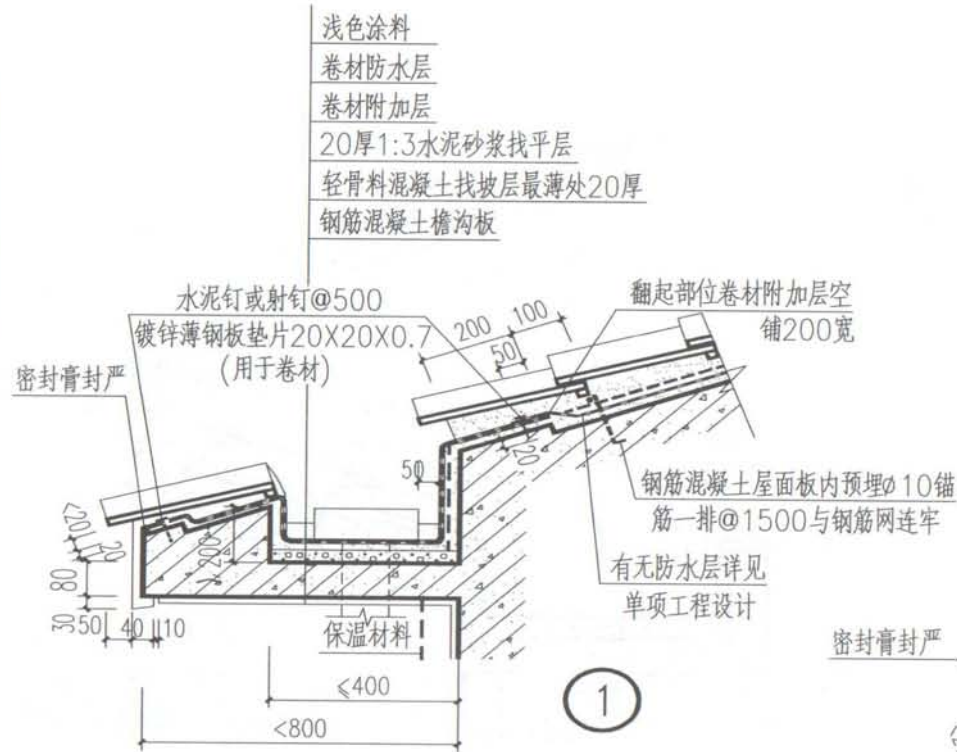 浅色涂料
卷材防水层
卷材附加层
20厚1:3水泥砂浆找平层
轻骨料混凝土找坡层最薄处20厚
钢筋混凝土檐沟板
水泥钉或射钉@500
镀锌薄钢板垫片20X20X0.7
(用于卷材)
密封膏封严
翻起部位卷材附加层空
铺200宽
200
100
50
120
50
钢筋混凝土屋面板内预埋ø10锚
筋一排@1500与钢筋网连牢
有无防水层详见
单项工程设计
20
80
30
50
40
10
保温材料
≤400
<800
1
密封膏封严